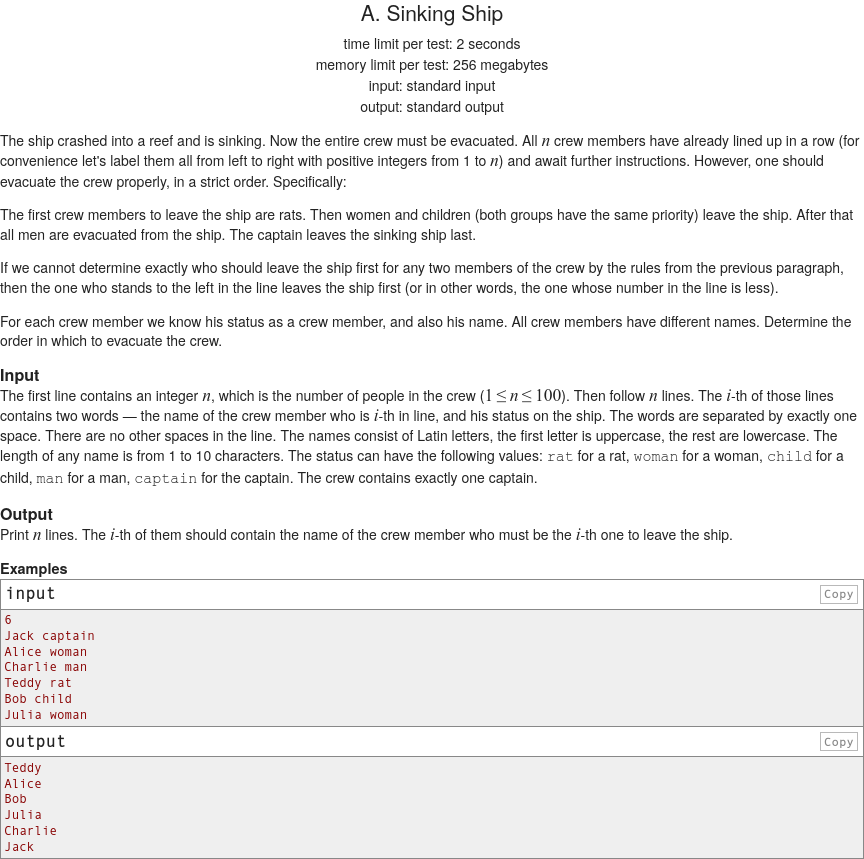 A. Sinking Ship
time limit per test: 2 seconds
memory limit per test: 256 megabytes
input: standard input
output: standard output
The ship crashed into a reef and is sinking. Now the entire crew must be evacuated. All n crew members have already lined up in a row (for
convenience let's label them all from left to right with positive integers from 1 to n) and await further instructions. However, one should
evacuate the crew properly, in a strict order. Specifically:
The first crew members to leave the ship are rats. Then women and children (both groups have the same priority) leave the ship. After that
all men are evacuated from the ship. The captain leaves the sinking ship last.
If we cannot determine exactly who should leave the ship first for any two members of the crew by the rules from the previous paragraph,
then the one who stands to the left in the line leaves the ship first (or in other words, the one whose number in the line is less).
For each crew member we know his status as a crew member, and also his name. All crew members have different names. Determine the
order in which to evacuate the crew.
Input
The first line contains an integer n, which is the number of people in the crew (1 ≤ n ≤ 100). Then follow n lines. The i-th of those lines
contains two words — the name of the crew member who is i-th in line, and his status on the ship. The words are separated by exactly one
space. There are no other spaces in the line. The names consist of Latin letters, the first letter is uppercase, the rest are lowercase. The
length of any name is from 1 to 10 characters. The status can have the following values: rat for a rat, woman for a woman, child for a
child, man for a man, captain for the captain. The crew contains exactly one captain.
Output
Print n lines. The i-th of them should contain the name of the crew member who must be the i-th one to leave the ship.
Examples
input Copy
6
Jack captain
Alice woman
Charlie man
Teddy rat
Bob child
Julia woman
output Copy
Teddy
Alice
Bob
Julia
Charlie
Jack